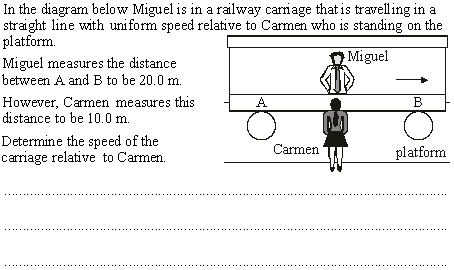 In the diagram below Miguel is in a railway carriage that is travelling in a
straight line with uniform speed relative to Carmen who is standing on the
platform.
Miguel measures the distance
between A and B to be 20.0 m.
However, Carmen measures this
distance to be 10.0 m.
Determine the speed of the
carriage relative to Carmen.
Miguel
A
B
Carmen
platform